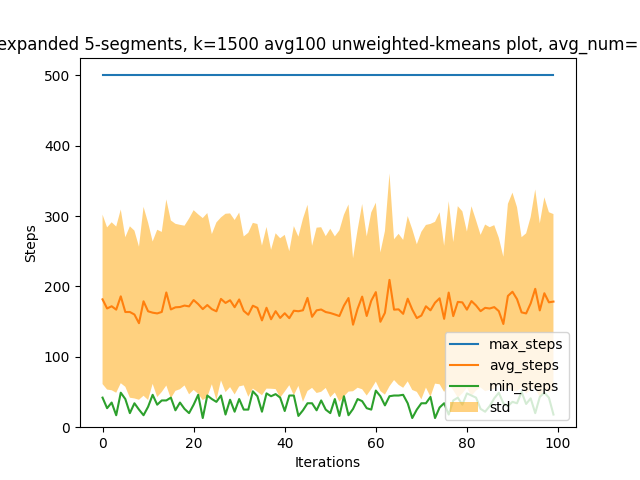 expanded 5-segments, k=1500 avg100 unweighted-kmeans plot, avg_num=
500
400
300
200
100
0
Steps
0 20 40 60 80 100
Iterations
max_steps
avg_steps
min_steps
std